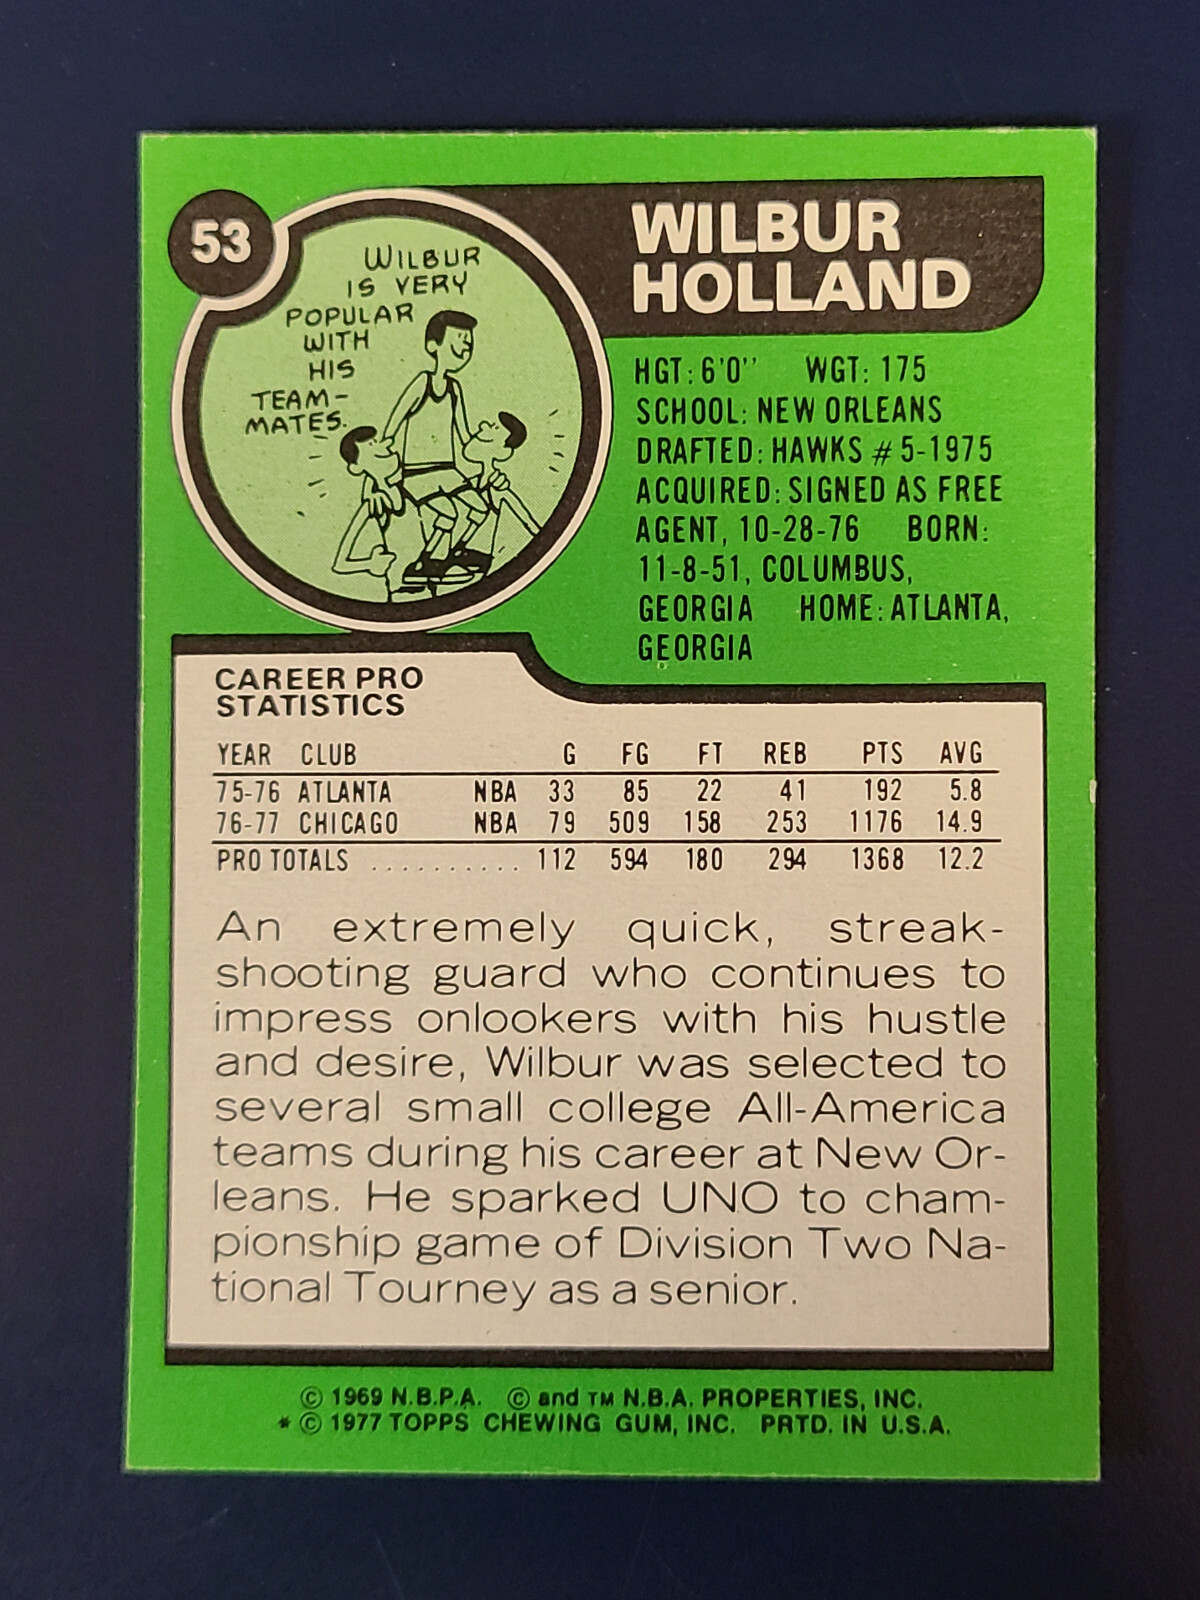 53
WILBUR
IS VERY
POPULAR
WITH
HIS
TEAM-
MATES.
WILBUR
HOLLAND
HGT: 6'0" WGT: 175
SCHOOL: NEW ORLEANS
DRAFTED: HAWKS # 5-1975
ACQUIRED: SIGNED AS FREE
AGENT, 10-28-76 BORN:
11-8-51, COLUMBUS,
GEORGIA HOME: ATLANTA,
GEORGIA
CAREER PRO
STATISTICS
YEAR CLUB G FG FT REB PTS AVG
75-76 ATLANTA NBA 33 85 22 41 192 5.8
76-77 CHICAGO NBA 79 509 158 253 1176 14.9
PRO TOTALS .......... 112 594 180 294 1368 12.2
An extremely quick, streak-
shooting guard who continues to
impress onlookers with his hustle
and desire, Wilbur was selected to
several small college All-America
teams during his career at New Or-
leans. He sparked UNO to cham-
pionship game of Division Two Na-
tional Tourney as a senior.
© 1969 N.B.P.A. © and TM N.B.A. PROPERTIES, INC.
* © 1977 TOPPS CHEWING GUM, INC. PRTD. IN U.S.A.